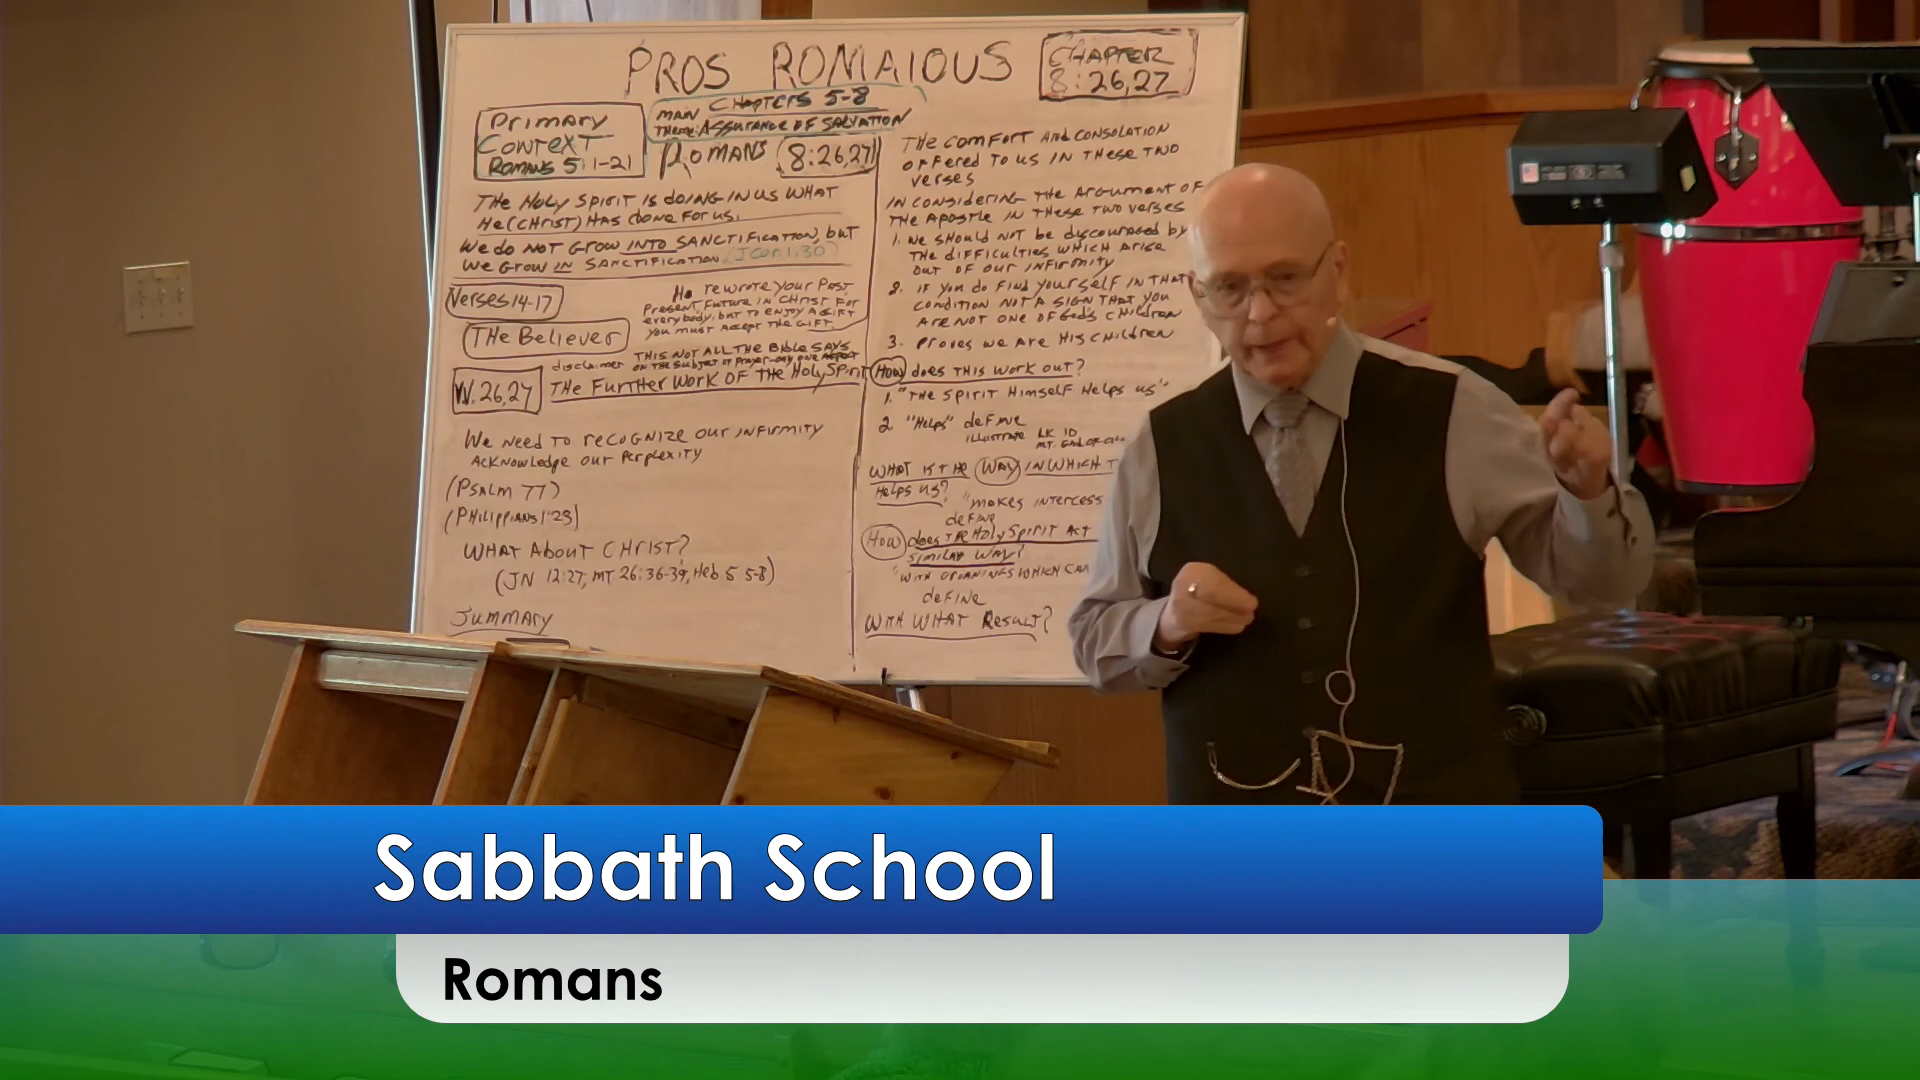 PROS ROMAIOUS
CHAPTER
8:26,27
Primary
Context
ROMANS 5:1-21
MAIN CHAPTERS 5-8
THEME: ASSURANCE OF SALVATION
ROMANS 8:26,27
THE HOLY SPIRIT IS DOING IN US WHAT
HE (CHRIST) HAS DONE FOR US.
WE DO NOT GROW INTO SANCTIFICATION, but
WE GROW IN SANCTIFICATION (I COR 1:30)
Verses 14-17
He rewrote your Past
Present, Future in Christ For
everybody, but to enjoy A Gift
you must Accept The Gift
THE Believer
disclaimer THIS NOT ALL THE Bible SAYS
ON THE SUBJECT OF Prayer-only one Aspect
VV. 26,27 THE FURTHER WORK OF THE HOLY SPIRIT
We Need To recognize our infirmity
Acknowledge our Perplexity
(PSALM 77)
(PHILIPPIANS 1:23)
WHAT ABOUT CHRIST?
(JN 12:27, MT 26:36-39, Heb 5 5-8)
Summary
THE COMFORT AND CONSOLATION
OFFERED TO US IN THESE TWO
verses
IN CONSIDERING THE ARGUMENT OF
THE APOSTLE IN THESE TWO VERSES
1. WE SHOULD NOT BE DISCOURAGED BY
THE DIFFICULTIES WHICH ARISE
OUT OF OUR INFIRMITY
2. IF YOU DO FIND YOURSELF IN THAT
CONDITION NOT A SIGN THAT YOU
ARE NOT ONE OF God's CHILDREN
3. PROVES WE ARE HIS CHILDREN
HOW DOES THIS WORK OUT?
1. "THE SPIRIT HIMSELF HELPS US"
2. "HELPS" DEFINE
ILLUSTRATE LK 10
WHAT IS THE WAY IN WHICH T
HELPS US?
"MAKES INTERCESS
DEFINE
HOW DOES THE HOLY SPIRIT ACT
SIMILAR WAY?
"WITH GROANINGS WHICH CAN
DEFINE
WITH WHAT RESULT?
Sabbath School
Romans